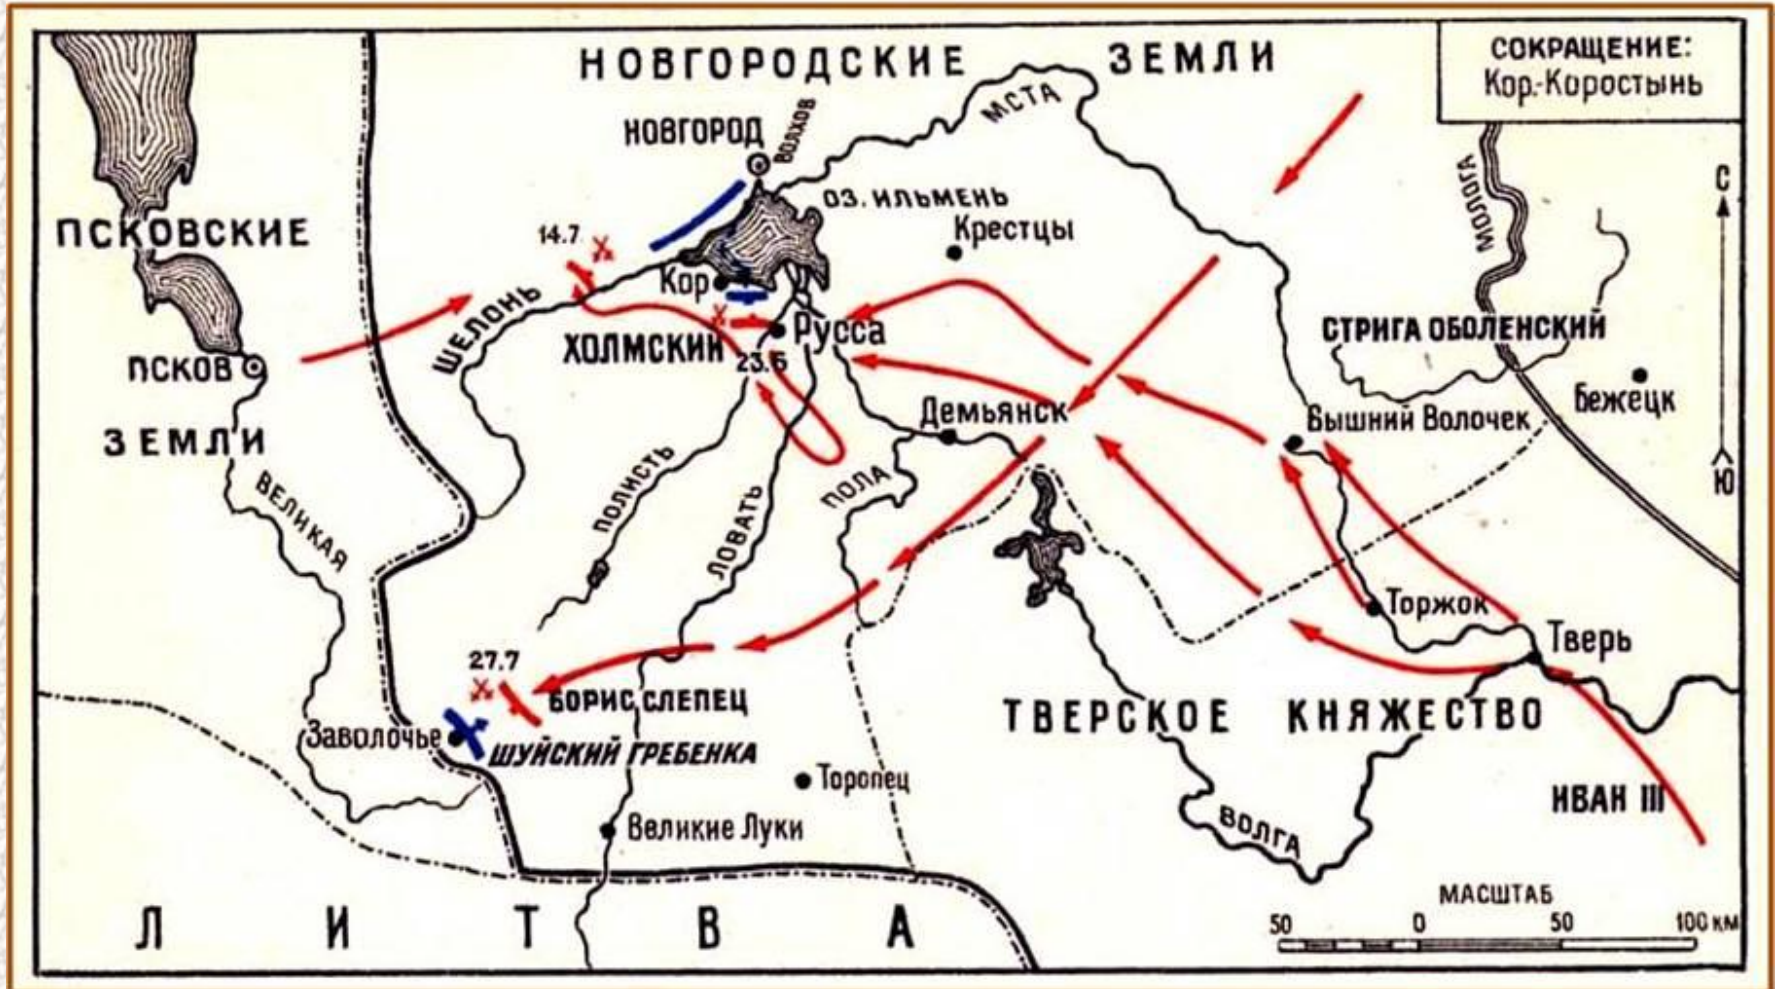 НОВГОРОДСКИЕ ЗЕМЛИ
СОКРАЩЕНИЕ:
Кор.-Коростынь
МСТА
ВОЛХОВ
НОВГОРОД
МОЛОГА
С
ОЗ. ИЛЬМЕНЬ
ПСКОВСКИЕ
14.7
Крестцы
Кор
ШЕЛОНЬ
СТРИГА ОБОЛЕНСКИЙ
Русса
ХОЛМСКИЙ
23.6
ПСКОВ
Бежецк
Демьянск
Вышний Волочек
ЗЕМЛИ
Ю
ВЕЛИКАЯ
ПОЛИСТЬ
ПОЛА
ЛОВАТЬ
Торжок
Тверь
27.7
БОРИС СЛЕПЕЦ
ТВЕРСКОЕ КНЯЖЕСТВО
Заволочье
ШУЙСКИЙ ГРЕБЕНКА
Торопец
ИВАН III
Великие Луки
ВОЛГА
МАСШТАБ
50 0 50 100 км
ЛИТВА